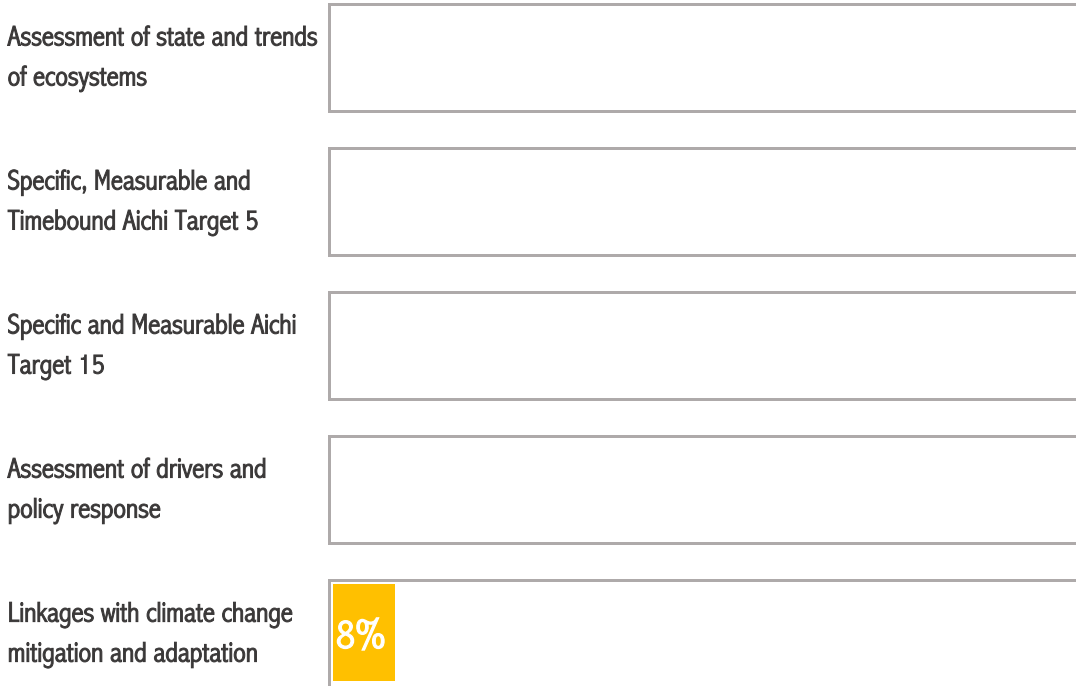 Assessment of state and trends
of ecosystems
Specific, Measurable and
Timebound Aichi Target 5
Specific and Measurable Aichi
Target 15
Assessment of drivers and
policy response
Linkages with climate change
mitigation and adaptation
8%